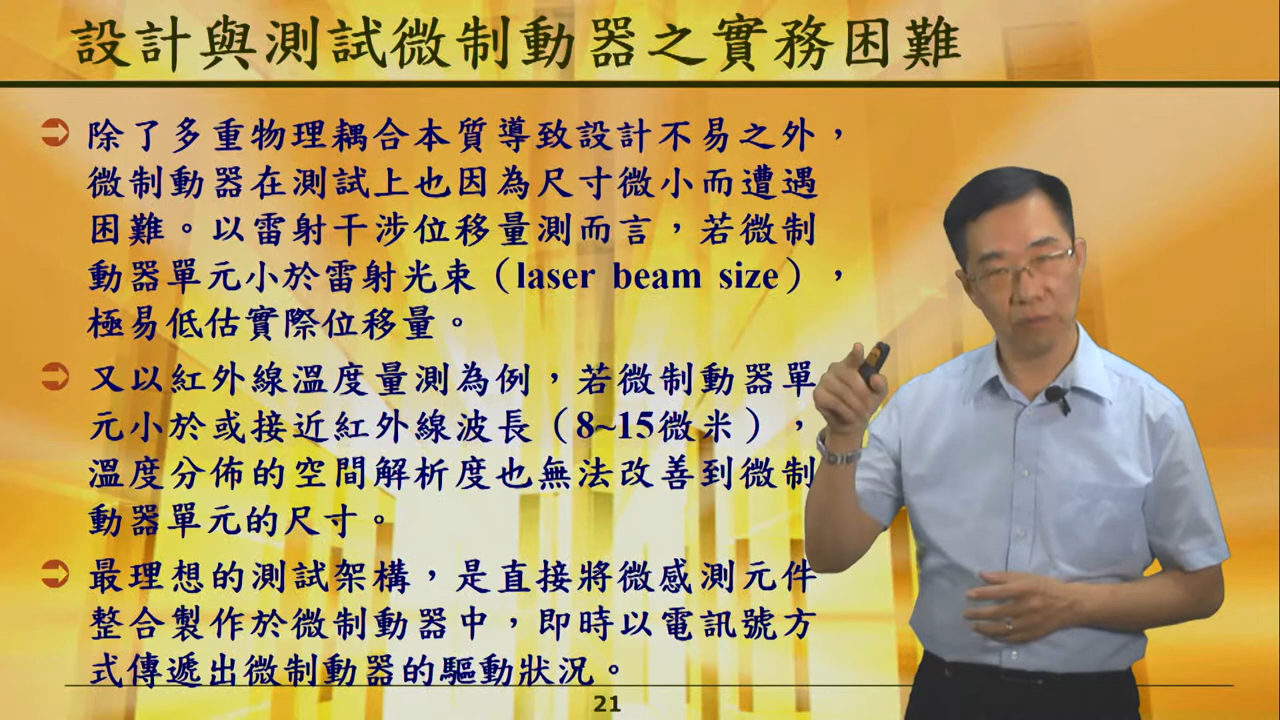 設計與測試微制動器之實務困難
除了多重物理耦合本質導致設計不易之外，
微制動器在測試上也因為尺寸微小而遭遇
困難。以雷射干涉位移量測而言，若微制
動器單元小於雷射光束（laser beam size），
極易低估實際位移量。
又以紅外線溫度量測為例，若微制動器單
元小於或接近紅外線波長（8~15微米），
溫度分佈的空間解析度也無法改善到微制
動器單元的尺寸。
最理想的測試架構，是直接將微感測元件
整合製作於微制動器中，即時以電訊號方
式傳遞出微制動器的驅動狀況。
21